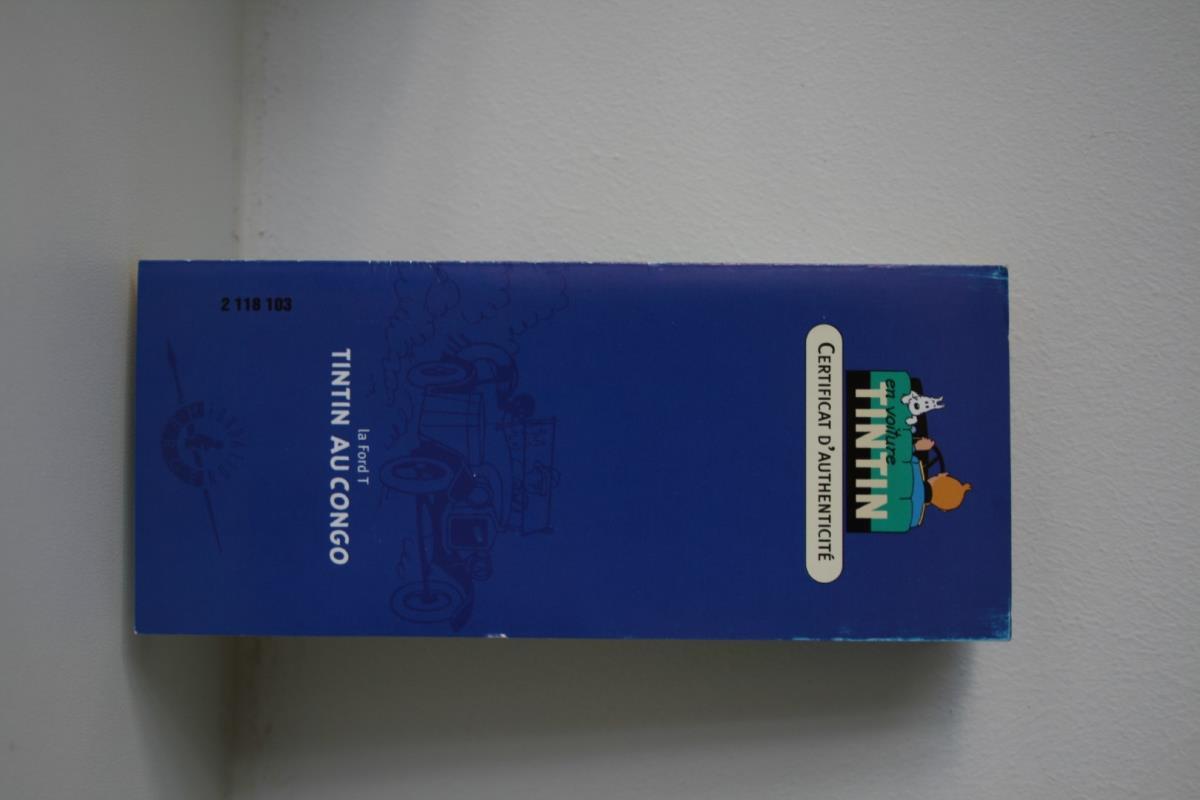 en voiture
TINTIN
CERTIFICAT D'AUTHENTICITÉ
la Ford T
TINTIN AU CONGO
2 118 103